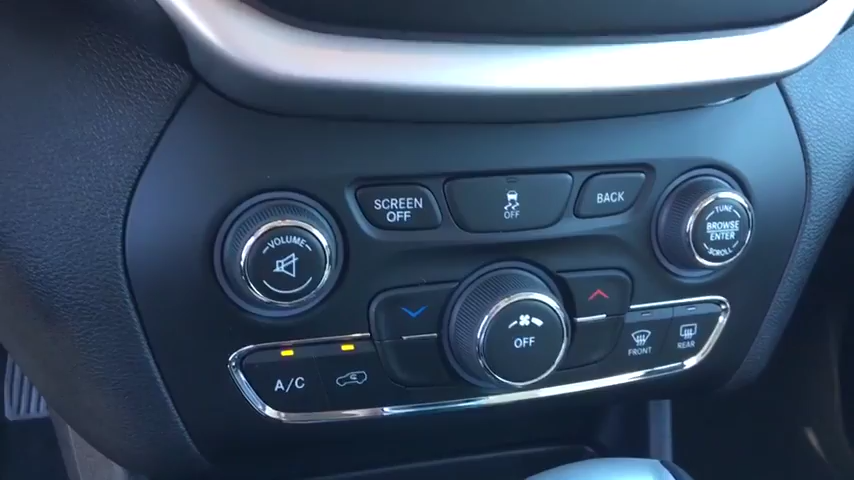 VOLUME
SCREEN
OFF
OFF
BACK
TUNE
BROWSE
ENTER
SCROLL
OFF
FRONT
REAR
A/C